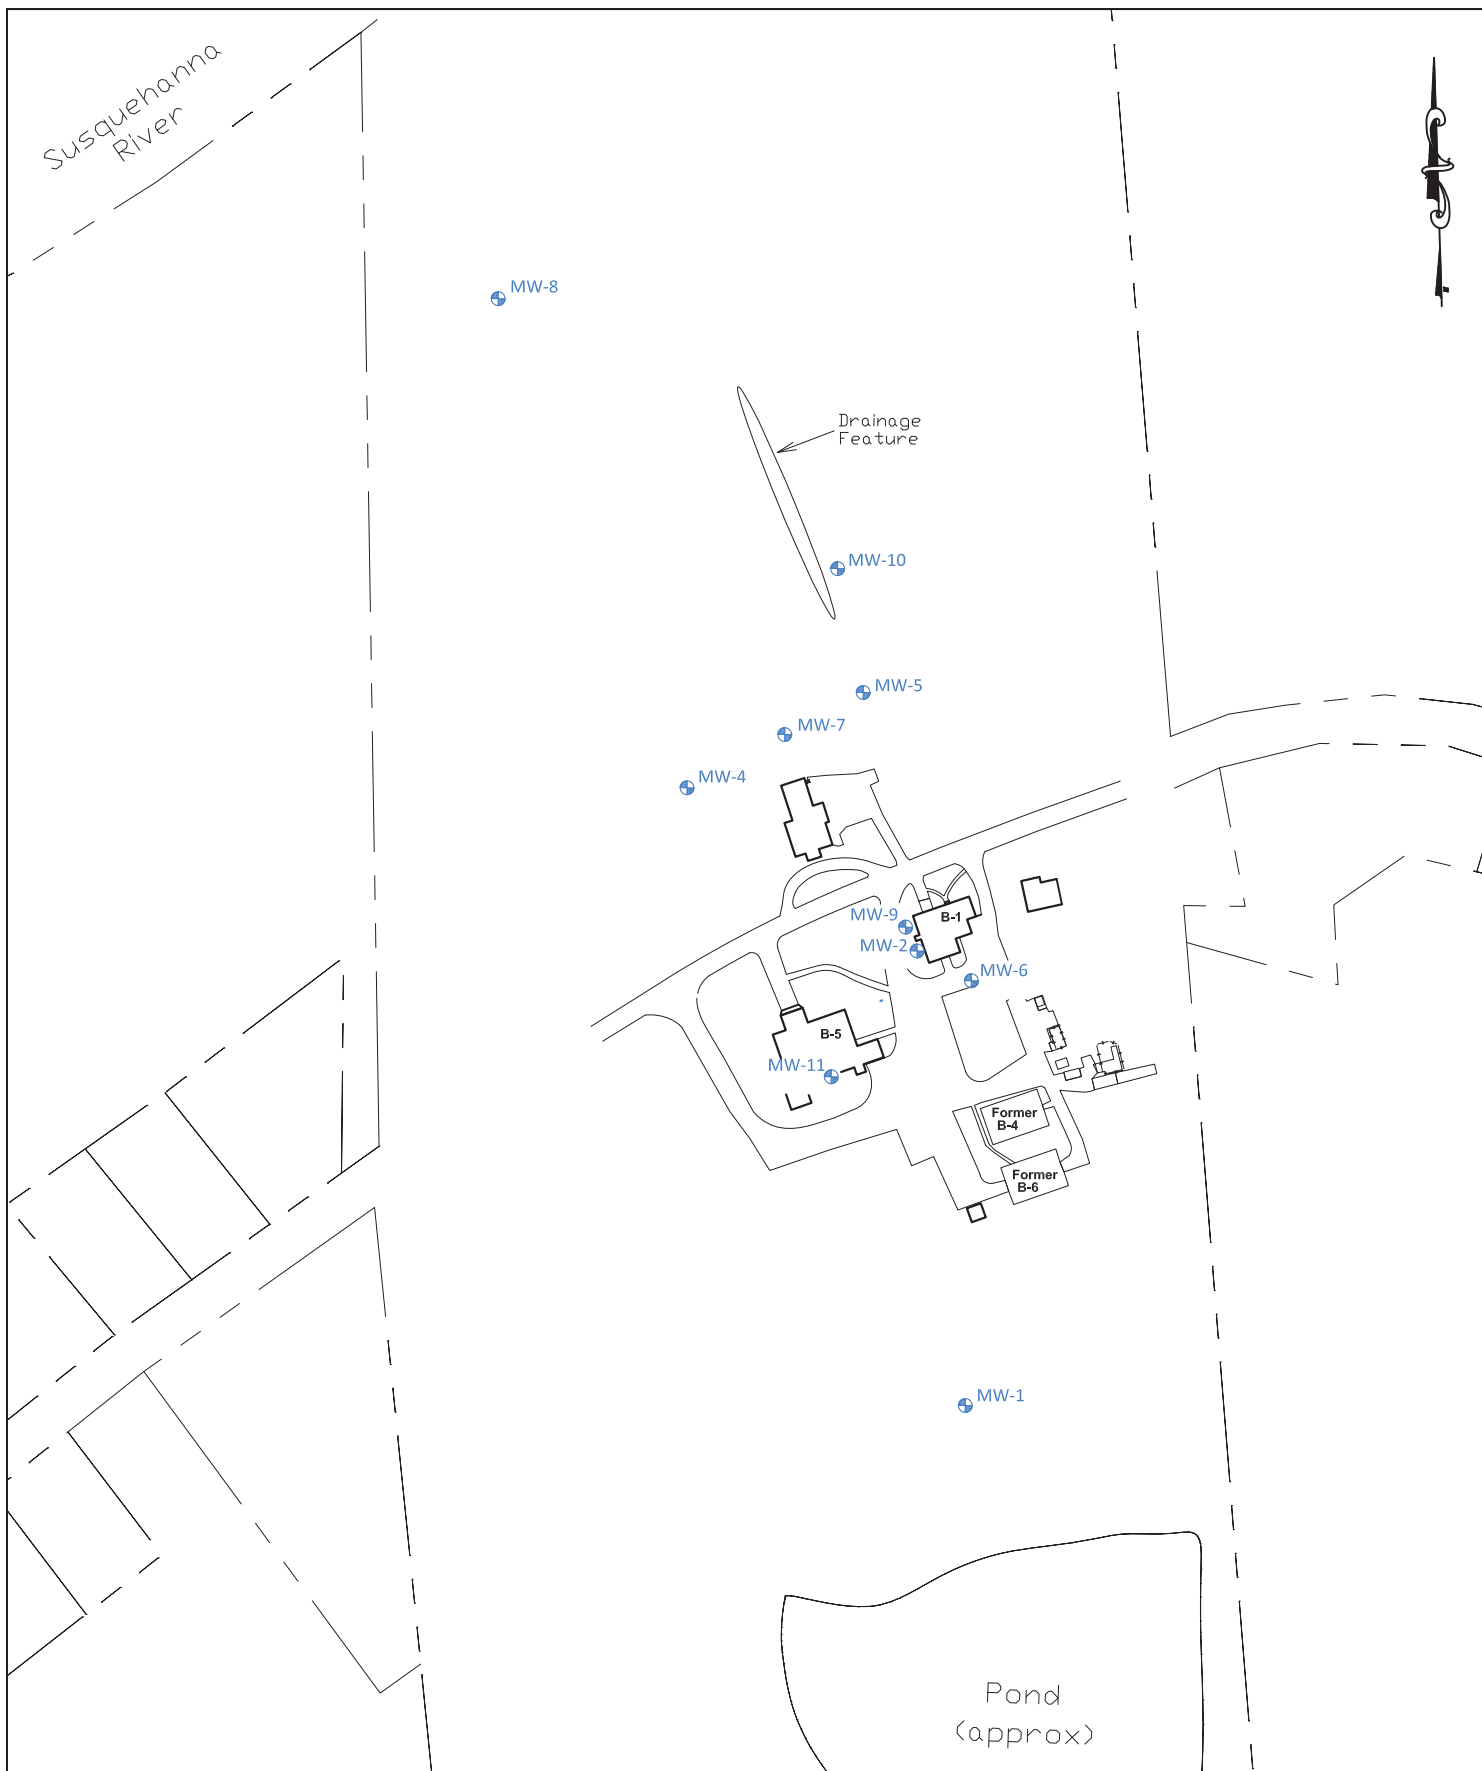 Susquehanna
River
MW-8
Drainage
Feature
MW-10
MW-5
MW-7
MW-4
MW-9
B-1
MW-2
MW-6
B-5
MW-11
Former
B-4
Former
B-6
MW-1
Pond
(approx)